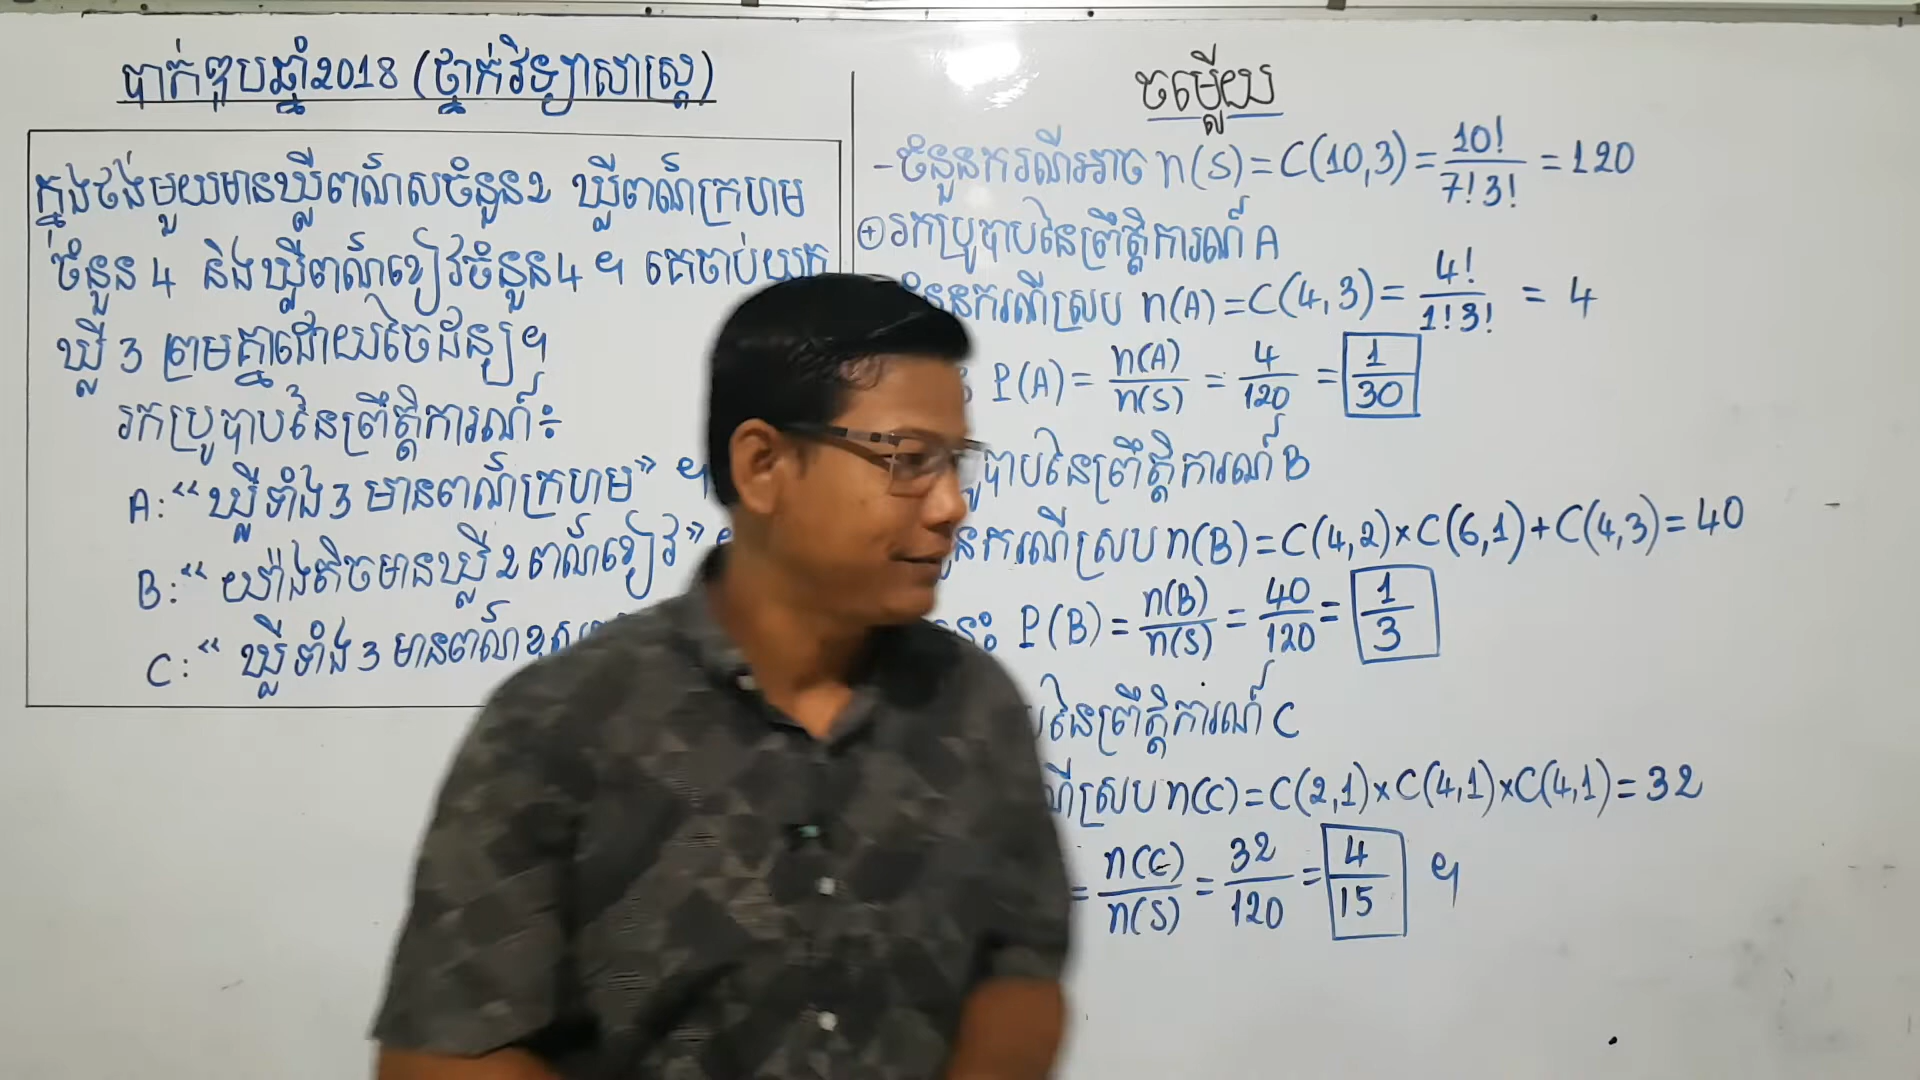 បាក់ឌុបឆ្នាំ2018 (ថ្នាក់វិទ្យាសាស្ត្រ)
ក្នុងថង់មួយមានឃ្លីពណ៌សចំនួន2 ឃ្លីពណ៌ក្រហម
ចំនួន 4 និងឃ្លីពណ៌ខៀវចំនួន4 ។ គេចាប់យក
ឃ្លី 3 ព្រមគ្នាដោយចៃដន្យ។
រកប្រូបាបនៃព្រឹត្តិការណ៍៖
A: “ ឃ្លីទាំង3 មានពណ៌ក្រហម” ។
B: “ យ៉ាងតិចមានឃ្លី2 ពណ៌ខៀវ” ។
C: “ ឃ្លីទាំង3 មានពណ៌
ចម្លើយ
-ចំនួនករណីអាច n(S)=C(10,3)=10!/7!3!=120
⊕រកប្រូបាបនៃព្រឹត្តិការណ៍ A
ករណីស្រប n(A)=C(4,3)=4!/1!3! = 4
P(A)=n(A)/n(S)=4/120=1/30
បាបនៃព្រឹត្តិការណ៍ B
ករណីស្រប n(B)=C(4,2)×C(6,1)+C(4,3)=40
P(B)=n(B)/n(S)=40/120=1/3
នៃព្រឹត្តិការណ៍ C
ស្រប n(C)=C(2,1)×C(4,1)×C(4,1)=32
=n(C)/n(S)=32/120=4/15 ។